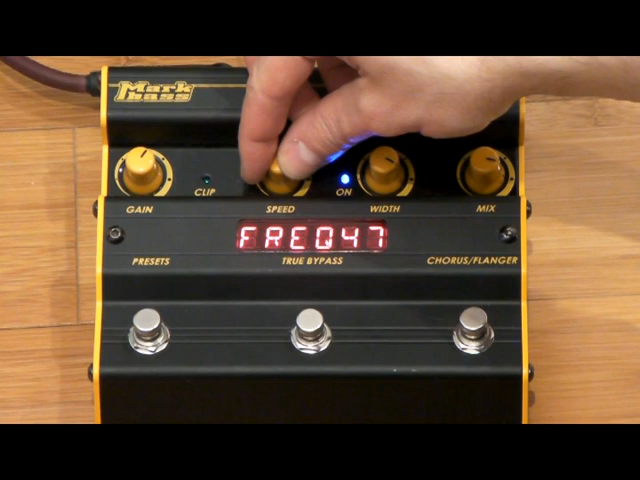 Mark
bass
CLIP
ON
GAIN
SPEED
WIDTH
MIX
FREQ47
PRESETS
TRUE BYPASS
CHORUS/FLANGER